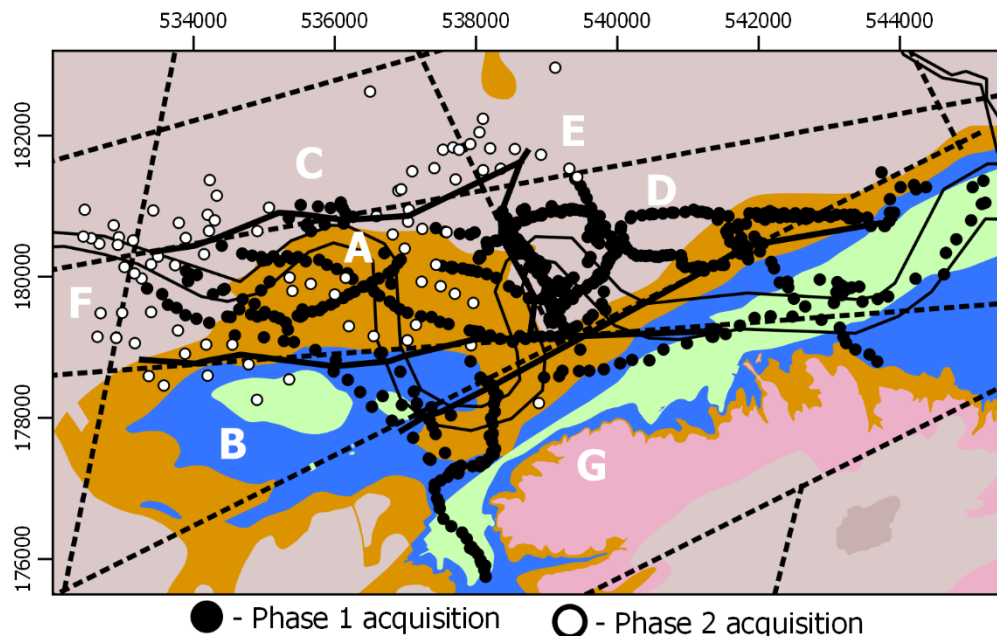 534000 536000 538000 540000 542000 544000
182000
180000
178000
176000
E
C
D
A
F
B
G
- Phase 1 acquisition - Phase 2 acquisition